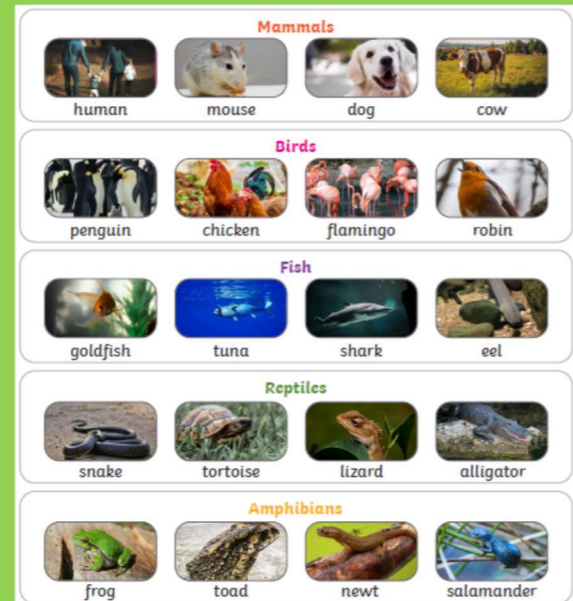 Mammals
human mouse dog cow
Birds
penguin chicken flamingo robin
Fish
goldfish tuna shark eel
Reptiles
snake tortoise lizard alligator
Amphibians
frog toad newt salamander